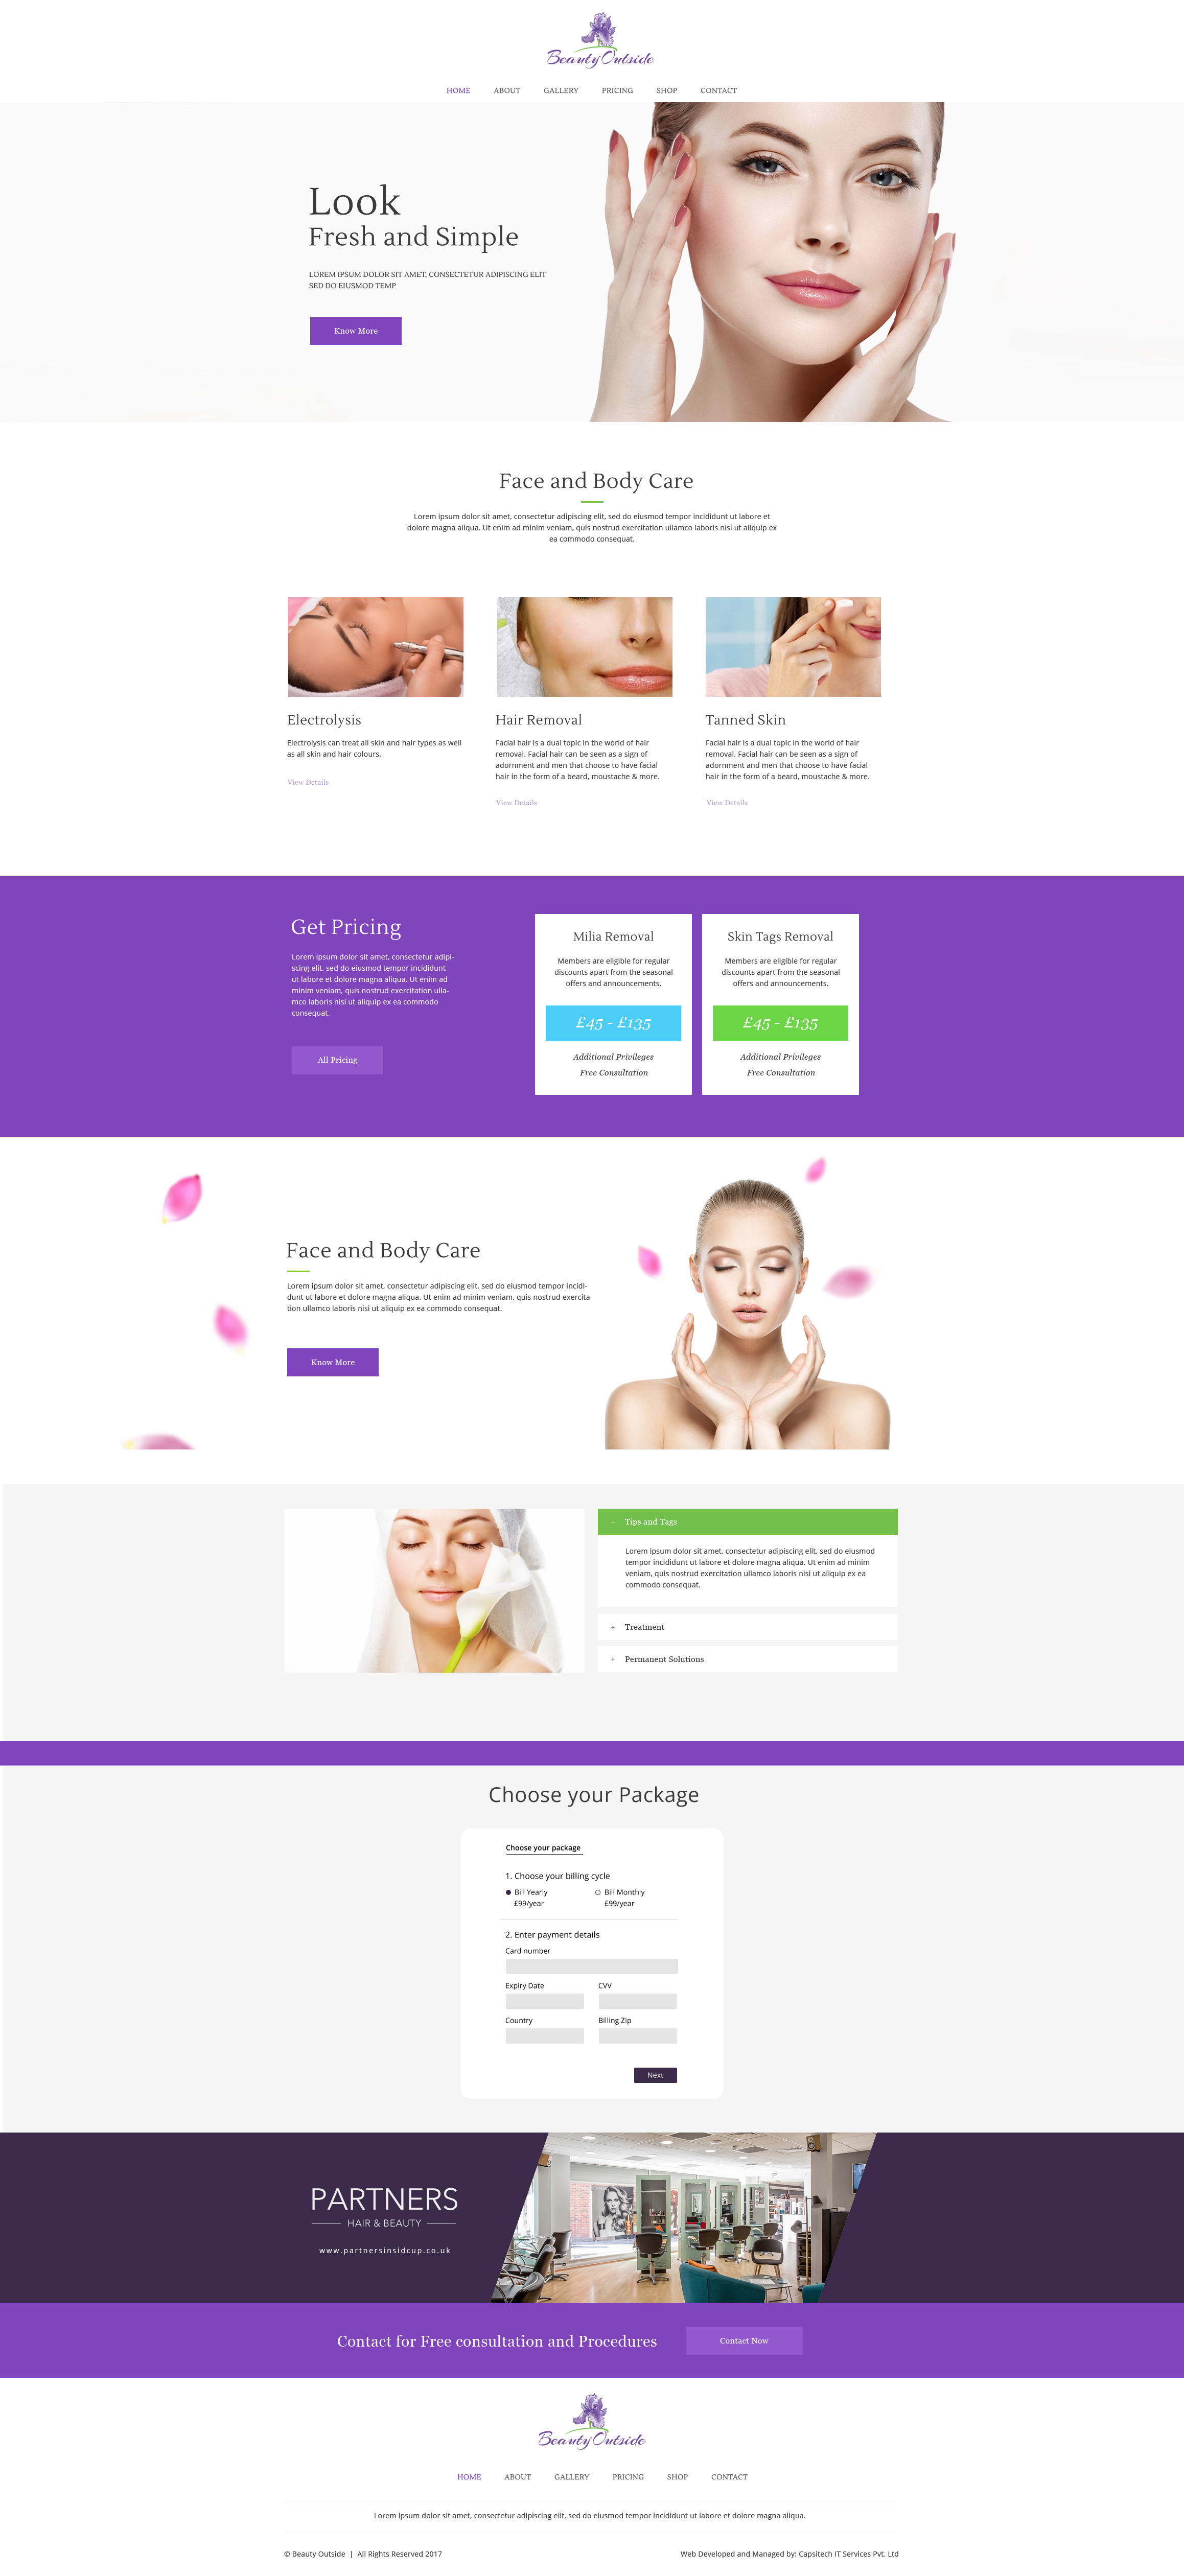 Beauty Outside
HOME ABOUT GALLERY PRICING SHOP CONTACT
Look
Fresh and Simple
LOREM IPSUM DOLOR SIT AMET, CONSECTETUR ADIPISCING ELIT
SED DO EIUSMOD TEMP
Know More
Face and Body Care
Lorem ipsum dolor sit amet, consectetur adipiscing elit, sed do eiusmod tempor incididunt ut labore et
dolore magna aliqua. Ut enim ad minim veniam, quis nostrud exercitation ullamco laboris nisi ut aliquip ex
ea commodo consequat.
Electrolysis
Electrolysis can treat all skin and hair types as well
as all skin and hair colours.
View Details
Hair Removal
Facial hair is a dual topic in the world of hair
removal. Facial hair can be seen as a sign of
adornment and men that choose to have facial
hair in the form of a beard, moustache & more.
View Details
Tanned Skin
Facial hair is a dual topic in the world of hair
removal. Facial hair can be seen as a sign of
adornment and men that choose to have facial
hair in the form of a beard, moustache & more.
View Details
Get Pricing
Lorem ipsum dolor sit amet, consectetur adipi-
scing elit, sed do eiusmod tempor incididunt
ut labore et dolore magna aliqua. Ut enim ad
minim veniam, quis nostrud exercitation ulla-
mco laboris nisi ut aliquip ex ea commodo
consequat.
All Pricing
Milia Removal
Members are eligible for regular
discounts apart from the seasonal
offers and announcements.
£45 - £135
Additional Privileges
Free Consultation
Skin Tags Removal
Members are eligible for regular
discounts apart from the seasonal
offers and announcements.
£45 - £135
Additional Privileges
Free Consultation
Face and Body Care
Lorem ipsum dolor sit amet, consectetur adipiscing elit, sed do eiusmod tempor incidi-
dunt ut labore et dolore magna aliqua. Ut enim ad minim veniam, quis nostrud exercita-
tion ullamco laboris nisi ut aliquip ex ea commodo consequat.
Know More
– Tips and Tags
Lorem ipsum dolor sit amet, consectetur adipiscing elit, sed do eiusmod
tempor incididunt ut labore et dolore magna aliqua. Ut enim ad minim
veniam, quis nostrud exercitation ullamco laboris nisi ut aliquip ex ea
commodo consequat.
+ Treatment
+ Permanent Solutions
Choose your Package
Choose your package
1. Choose your billing cycle
Bill Yearly
£99/year
Bill Monthly
£99/year
2. Enter payment details
Card number
Expiry Date CVV
Country Billing Zip
Next
PARTNERS
HAIR & BEAUTY
www.partnersinsidcup.co.uk
Contact for Free consultation and Procedures
Contact Now
Beauty Outside
HOME ABOUT GALLERY PRICING SHOP CONTACT
Lorem ipsum dolor sit amet, consectetur adipiscing elit, sed do eiusmod tempor incididunt ut labore et dolore magna aliqua.
© Beauty Outside | All Rights Reserved 2017
Web Developed and Managed by: Capsitech IT Services Pvt. Ltd